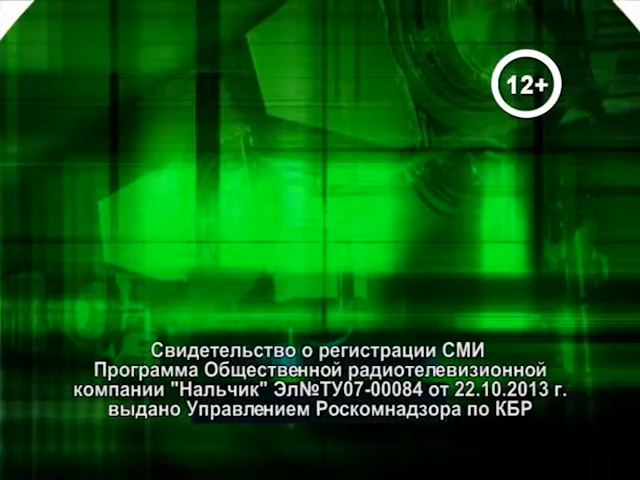 12+
Свидетельство о регистрации СМИ
Программа Общественной радиотелевизионной
компании "Нальчик" Эл№ТУ07-00084 от 22.10.2013 г.
выдано Управлением Роскомнадзора по КБР